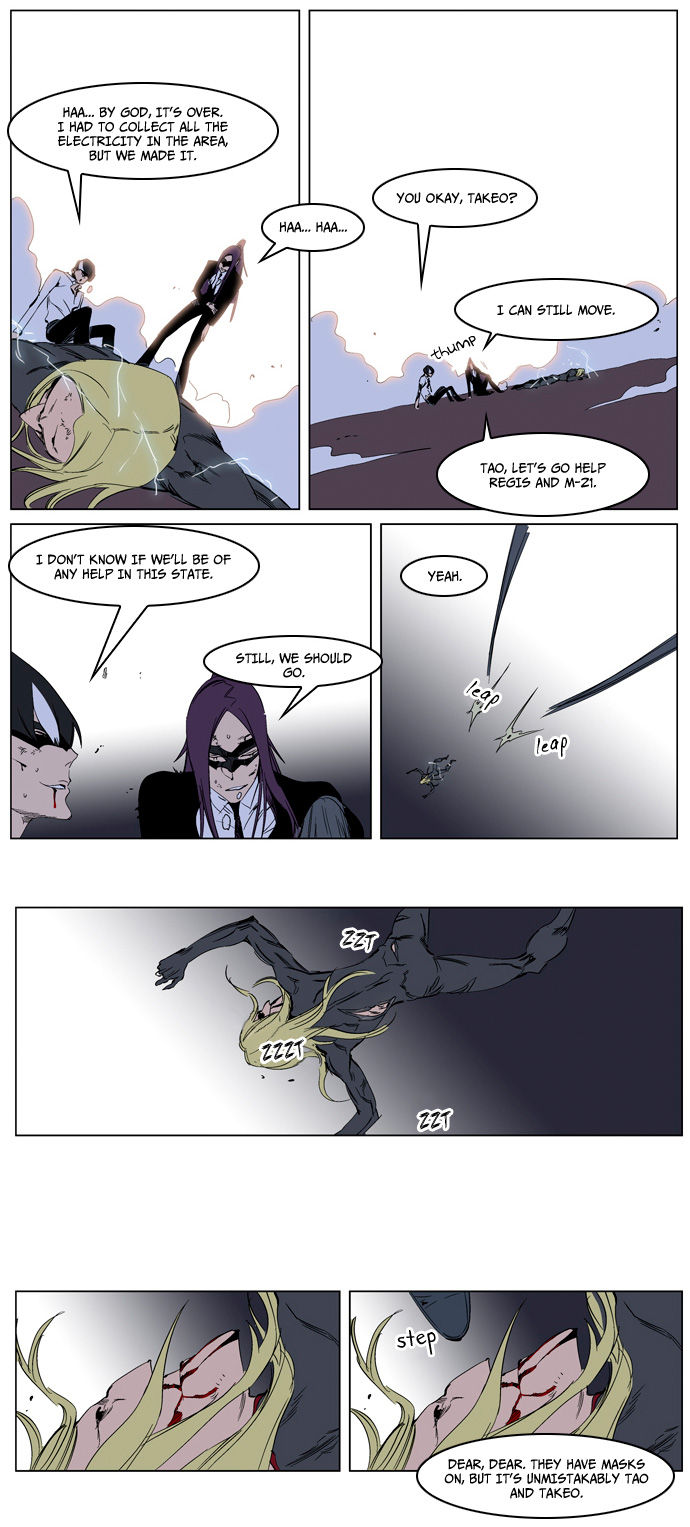 HAA... BY GOD, IT'S OVER.
I HAD TO COLLECT ALL THE
ELECTRICITY IN THE AREA,
BUT WE MADE IT.
HAA... HAA...
YOU OKAY, TAKEO?
I CAN STILL MOVE.
thump
TAO, LET'S GO HELP
REGIS AND M-21.
I DON'T KNOW IF WE'LL BE OF
ANY HELP IN THIS STATE.
STILL, WE SHOULD
GO.
YEAH.
leap
leap
ZZT
ZZZT
ZZT
step
DEAR, DEAR. THEY HAVE MASKS
ON, BUT IT'S UNMISTAKABLY TAO
AND TAKEO.